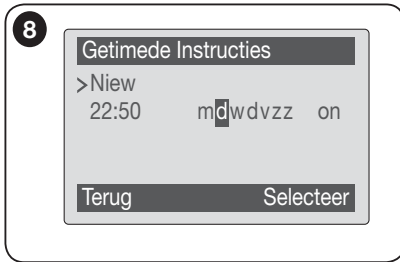 8
Getimede Instructies
>Niew
22:50 mdwdvzz on
Terug Selecteer